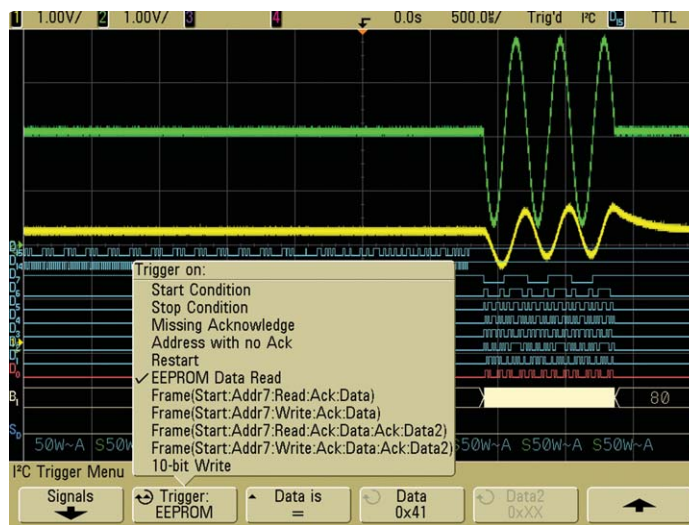 1 1.00V/ 2 1.00V/ 3 4 0.0s 500.0㎲/ Trig'd I²C D15 TTL
Trigger on:
Start Condition
Stop Condition
Missing Acknowledge
Address with no Ack
Restart
✓ EEPROM Data Read
Frame(Start:Addr7:Read:Ack:Data)
Frame(Start:Addr7:Write:Ack:Data)
Frame(Start:Addr7:Read:Ack:Data:Ack:Data2)
Frame(Start:Addr7:Write:Ack:Data:Ack:Data2)
10-bit Write
B1 80
50W~A S50W S50W~A S50W~A S50W~A
I²C Trigger Menu
Signals Trigger: Data is Data Data2
EEPROM = 0x41 0xXX